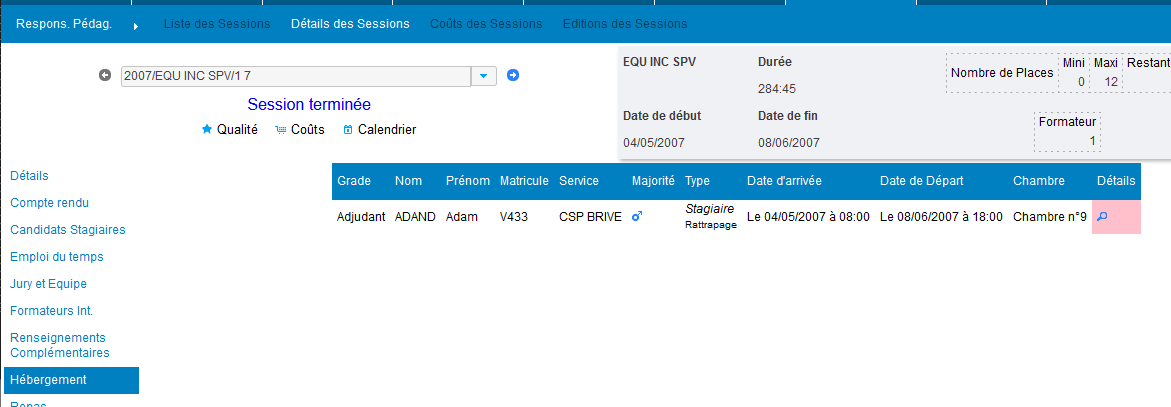 Respons. Pédag. Liste des Sessions Détails des Sessions Coûts des Sessions Editions des Sessions
2007/EQU INC SPV/1 7
Session terminée
Qualité Coûts Calendrier
EQU INC SPV Durée
284:45
Date de début Date de fin
04/05/2007 08/06/2007
Nombre de Places Mini Maxi Restant
0 12
Formateur
1
Détails
Compte rendu
Candidats Stagiaires
Emploi du temps
Jury et Equipe
Formateurs Int.
Renseignements
Complémentaires
Hébergement
Repas
Grade Nom Prénom Matricule Service Majorité Type Date d'arrivée Date de Départ Chambre Détails
Adjudant ADAND Adam V433 CSP BRIVE Stagiaire Le 04/05/2007 à 08:00 Le 08/06/2007 à 18:00 Chambre n°9
Rattrapage